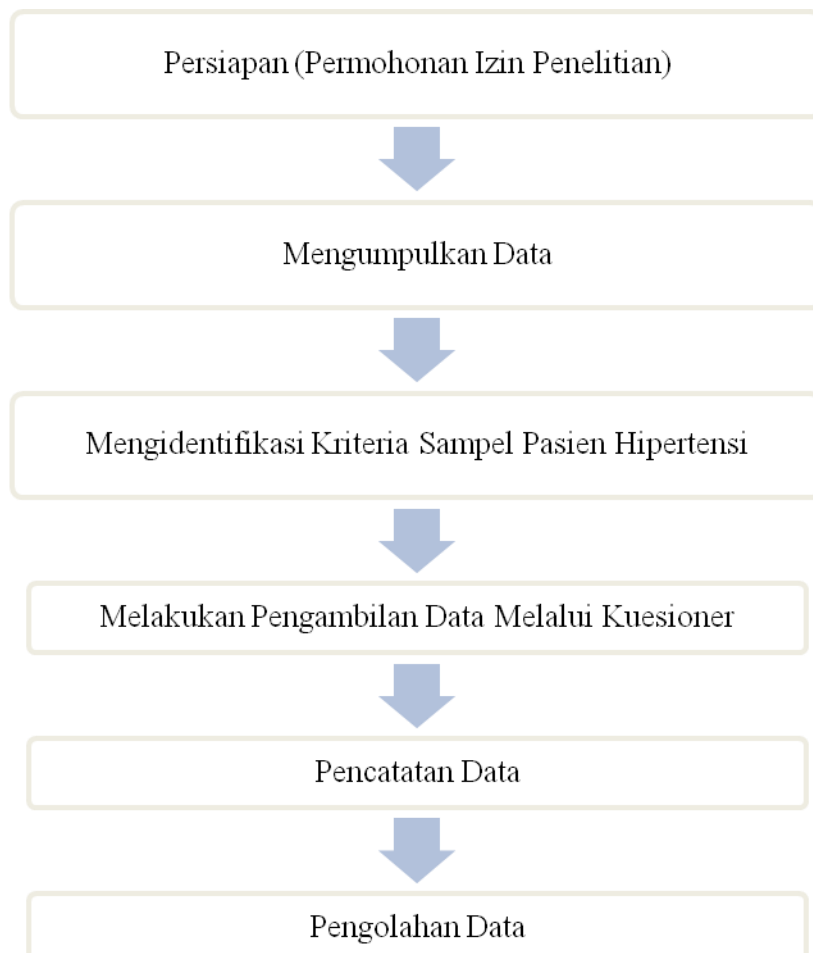 Persiapan (Permohonan Izin Penelitian)
Mengumpulkan Data
Mengidentifikasi Kriteria Sampel Pasien Hipertensi
Melakukan Pengambilan Data Melalui Kuesioner
Pencatatan Data
Pengolahan Data